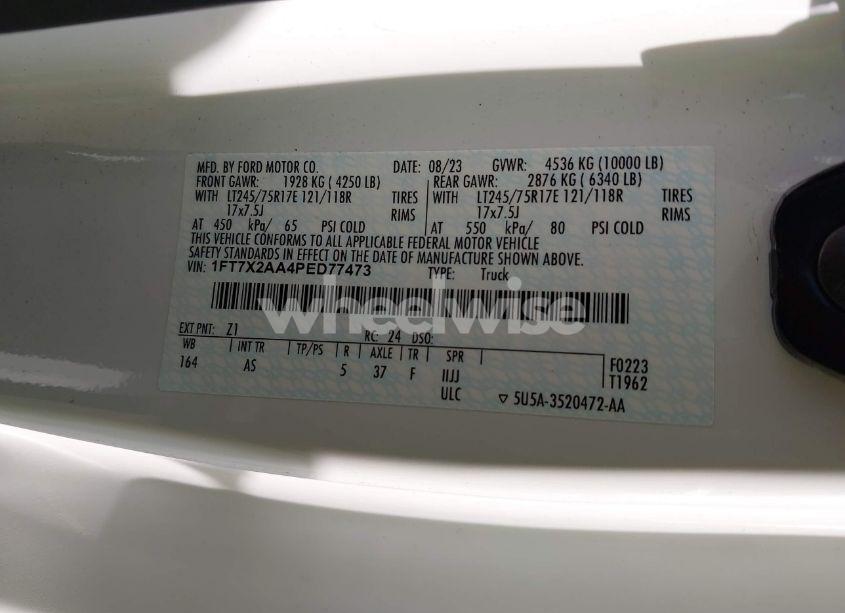 MFD. BY FORD MOTOR CO. DATE: 08/23 GVWR: 4536 KG (10000 LB)
FRONT GAWR: 1928 KG ( 4250 LB) REAR GAWR: 2876 KG ( 6340 LB)
WITH LT245/75R17E 121/118R TIRES WITH LT245/75R17E 121/118R TIRES
17x7.5J RIMS 17x7.5J RIMS
AT 450 kPa/ 65 PSI COLD AT 550 kPa/ 80 PSI COLD
THIS VEHICLE CONFORMS TO ALL APPLICABLE FEDERAL MOTOR VEHICLE
SAFETY STANDARDS IN EFFECT ON THE DATE OF MANUFACTURE SHOWN ABOVE.
VIN: 1FT7X2AA4PED77473 TYPE: Truck
wheelwise
EXT PNT: Z1 RC: 24 DSO:
WB INT TR TP/PS R AXLE TR SPR F0223
164 AS 5 37 F IIJJ T1962
ULC ▽ 5U5A-3520472-AA